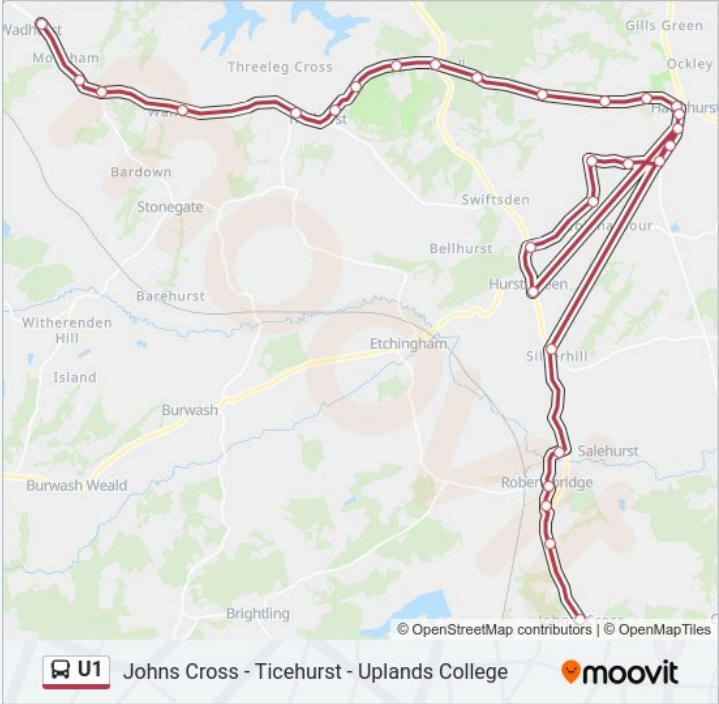 Gills Green
Threeleg Cross
Ockley
Bardown
Stonegate
Swiftsden
Bellhurst
Barehurst
Witherenden
Hill
Etchingham
Island
Burwash
Salehurst
Burwash Weald
Brightling
© OpenStreetMap contributors | © OpenMapTiles
U1 Johns Cross - Ticehurst - Uplands College moovit